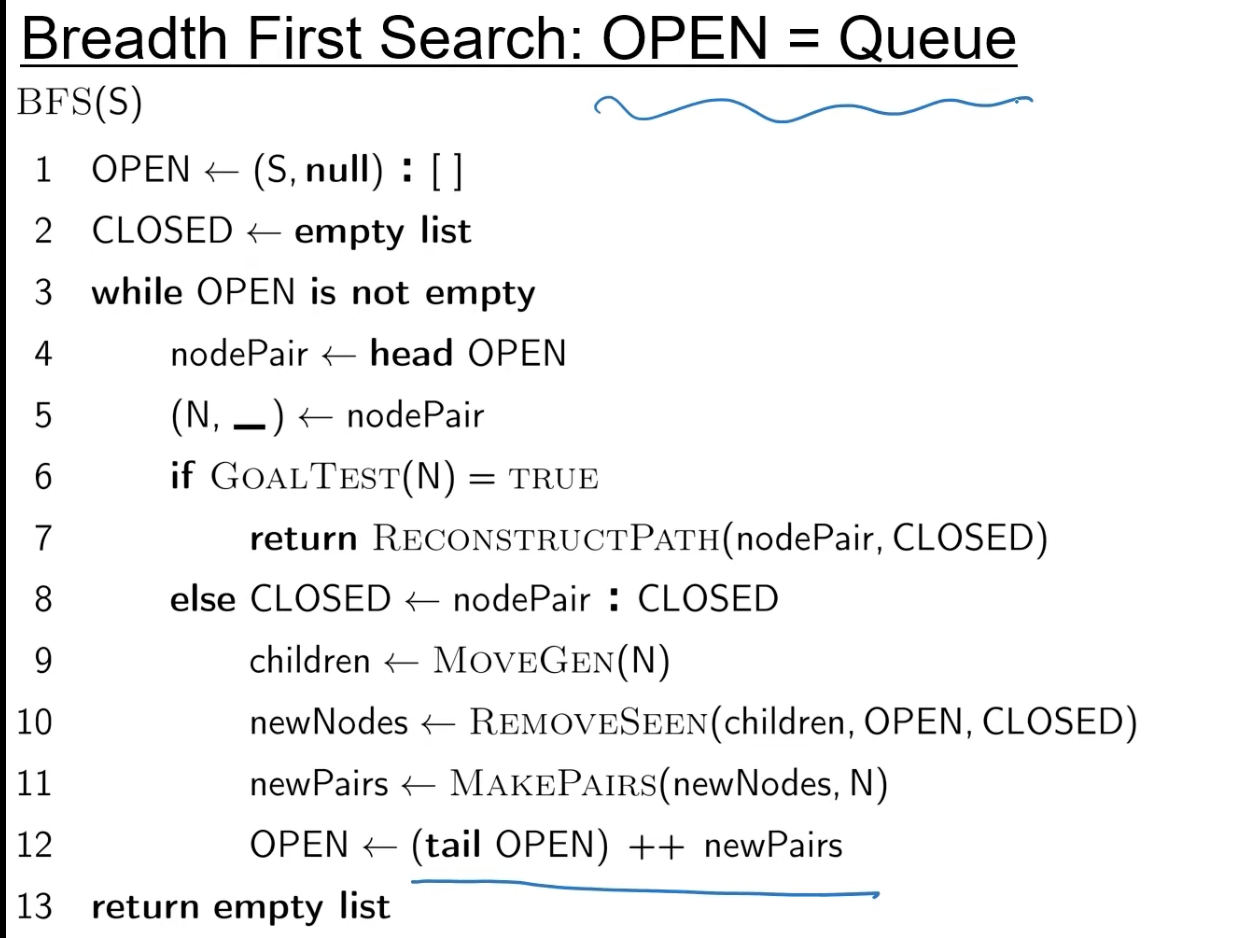 Breadth First Search: OPEN = Queue
BFS(S)
1 OPEN ← (S, null) : [ ]
2 CLOSED ← empty list
3 while OPEN is not empty
4 nodePair ← head OPEN
5 (N, _ ) ← nodePair
6 if GOALTEST(N) = TRUE
7 return RECONSTRUCTPATH(nodePair, CLOSED)
8 else CLOSED ← nodePair : CLOSED
9 children ← MOVEGEN(N)
10 newNodes ← REMOVESEEN(children, OPEN, CLOSED)
11 newPairs ← MAKEPAIRS(newNodes, N)
12 OPEN ← (tail OPEN) ++ newPairs
13 return empty list